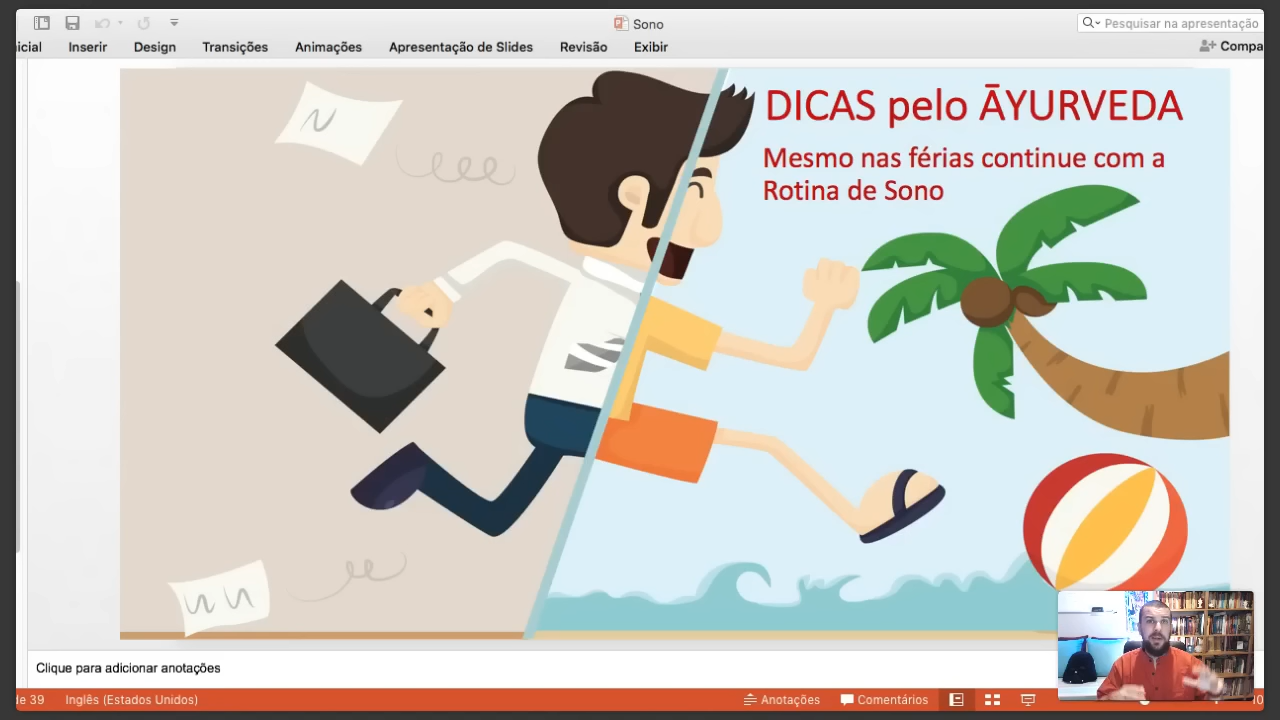 Sono
Pesquisar na apresentação
icial
Inserir
Design
Transições
Animações
Apresentação de Slides
Revisão
Exibir
Compa
DICAS pelo ĀYURVEDA
Mesmo nas férias continue com a
Rotina de Sono
Clique para adicionar anotações
de 39
Inglês (Estados Unidos)
Anotações
Comentários